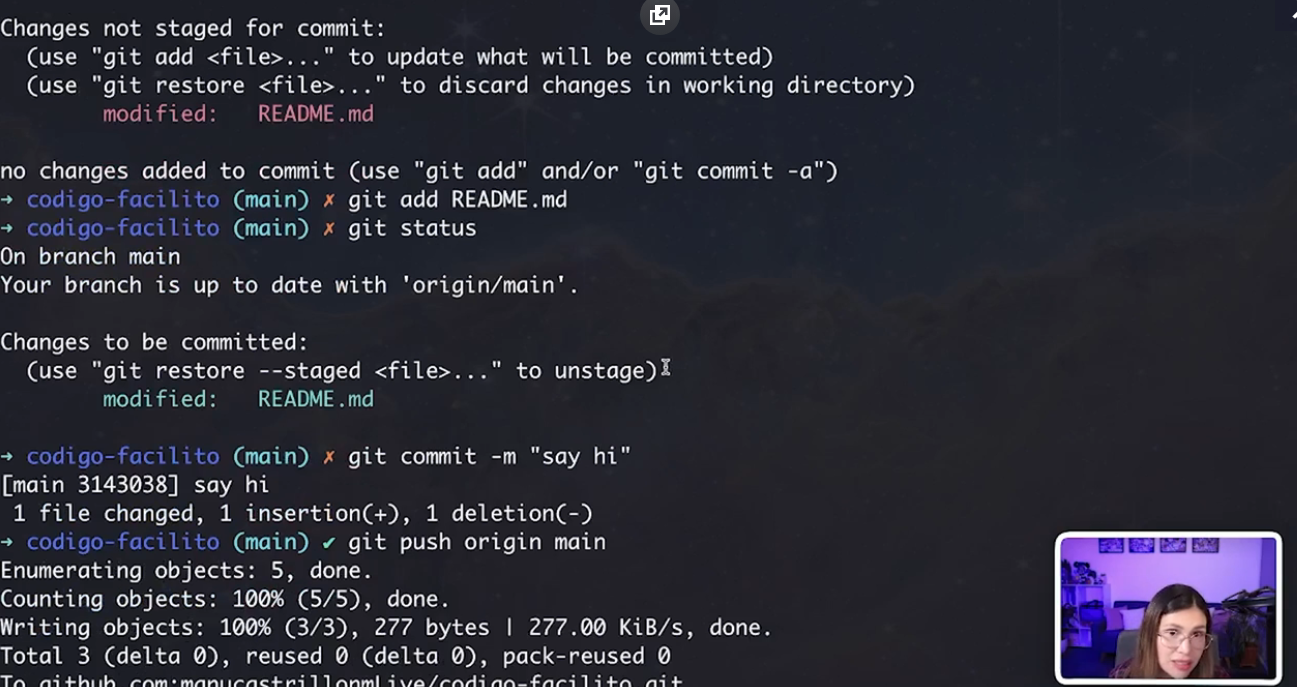 Changes not staged for commit:
(use "git add <file>..." to update what will be committed)
(use "git restore <file>..." to discard changes in working directory)
modified: README.md
no changes added to commit (use "git add" and/or "git commit -a")
→ codigo-facilito (main) ✗ git add README.md
→ codigo-facilito (main) ✗ git status
On branch main
Your branch is up to date with 'origin/main'.
Changes to be committed:
(use "git restore --staged <file>..." to unstage)
modified: README.md
→ codigo-facilito (main) ✗ git commit -m "say hi"
[main 3143038] say hi
1 file changed, 1 insertion(+), 1 deletion(-)
→ codigo-facilito (main) ✔ git push origin main
Enumerating objects: 5, done.
Counting objects: 100% (5/5), done.
Writing objects: 100% (3/3), 277 bytes | 277.00 KiB/s, done.
Total 3 (delta 0), reused 0 (delta 0), pack-reused 0
To github.com:manucastrillonmLive/codigo-facilito.git